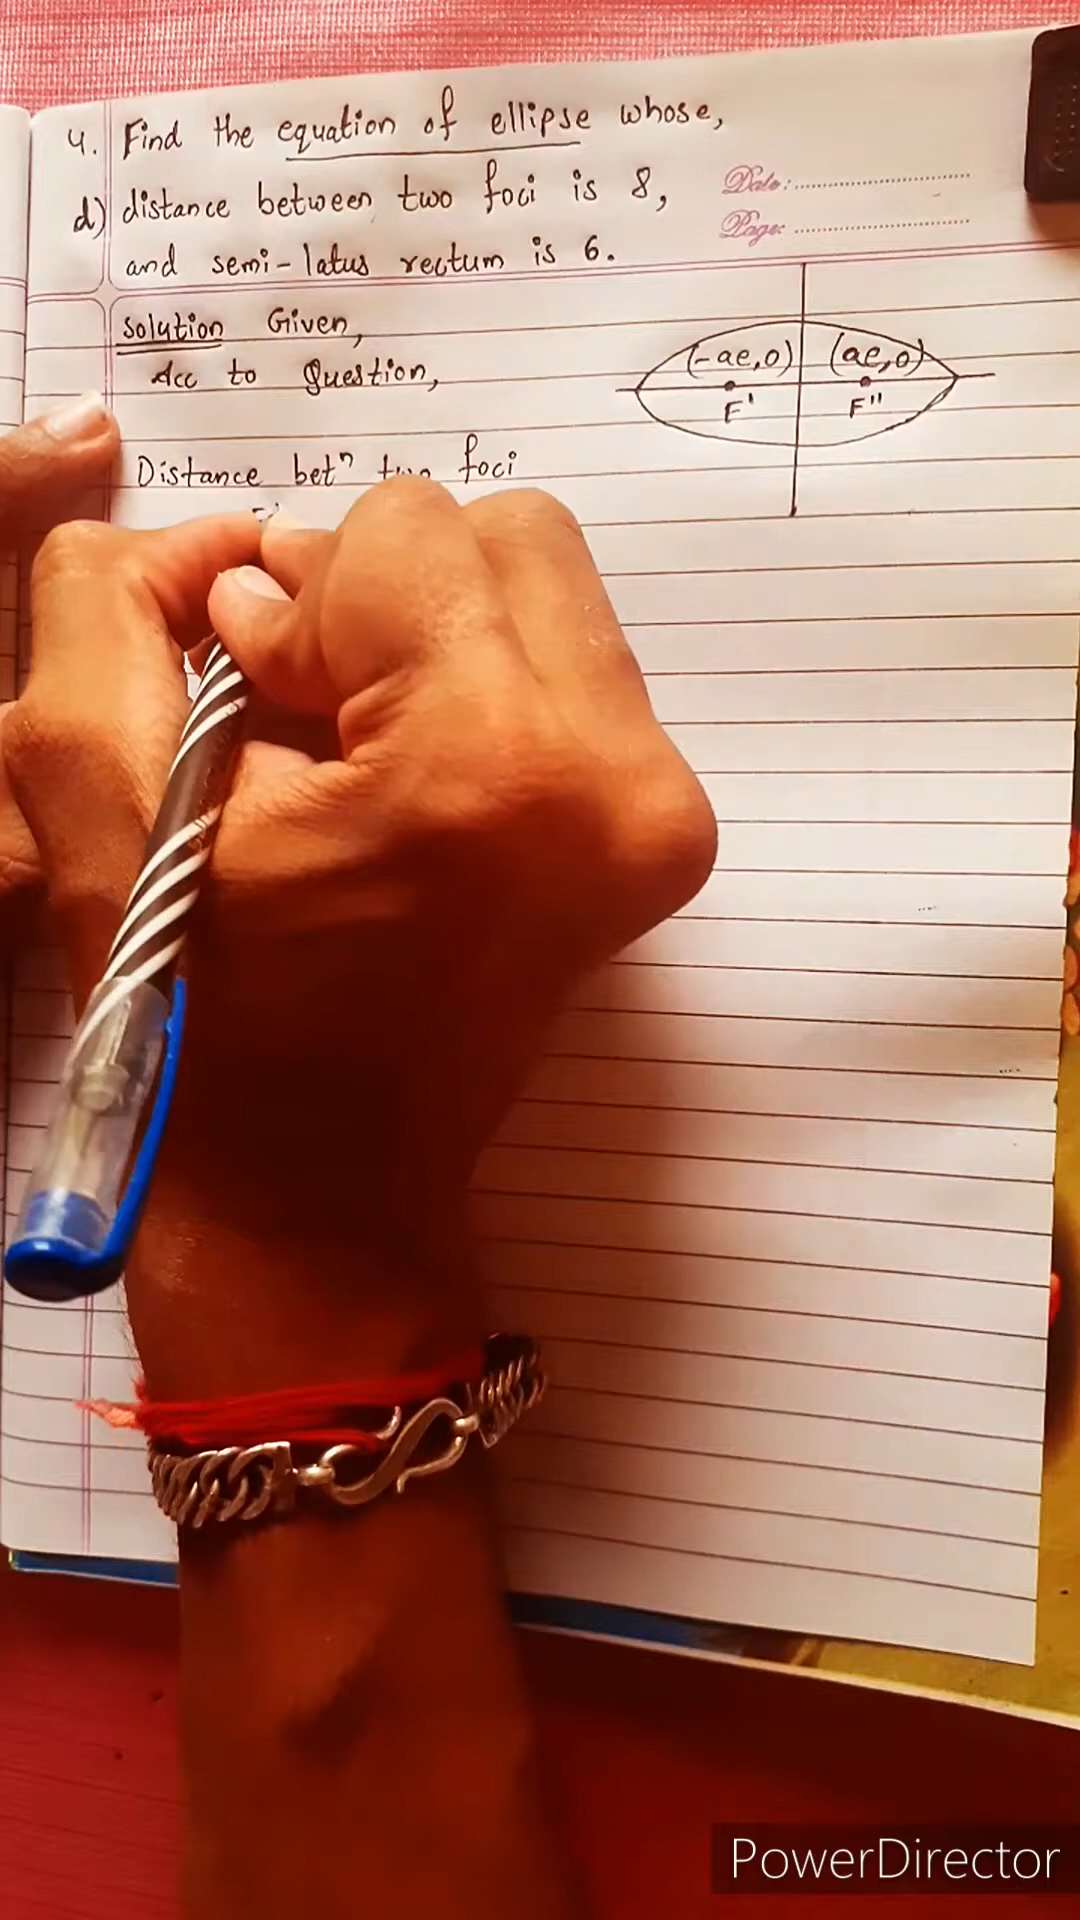 4. Find the equation of ellipse whose,
d) distance between two foci is 8,
and semi-latus rectum is 6.
Date:
Page:
Solution Given,
Acc to Question,
(-ae,0) (ae,0)
F' F"
Distance betⁿ two foci
PowerDirector